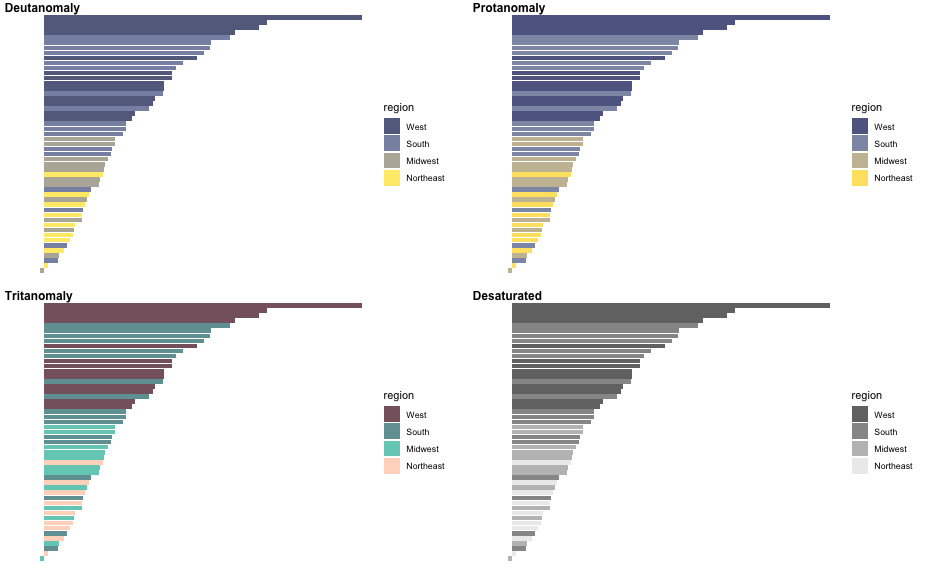 Deutanomaly
region
West
South
Midwest
Northeast
Protanomaly
region
West
South
Midwest
Northeast
Tritanomaly
region
West
South
Midwest
Northeast
Desaturated
region
West
South
Midwest
Northeast